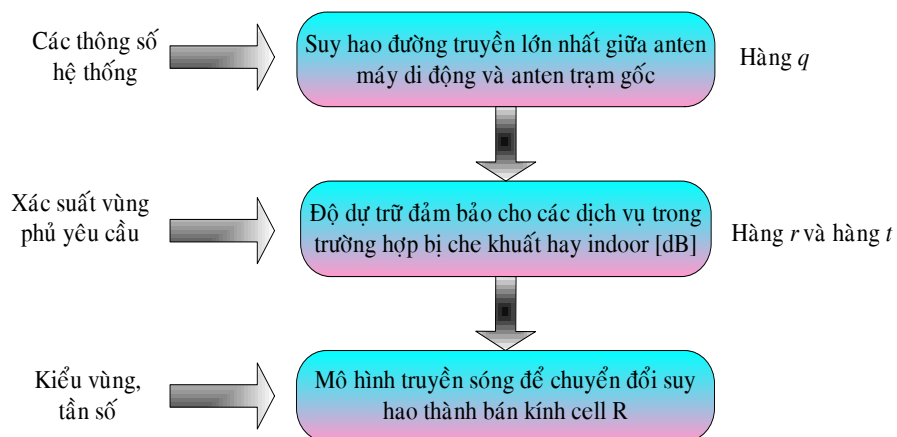 Các thông số
hệ thống
Suy hao đường truyền lớn nhất giữa anten
máy di động và anten trạm gốc
Hàng q
Xác suất vùng
phủ yêu cầu
Độ dự trữ đảm bảo cho các dịch vụ trong
trường hợp bị che khuất hay indoor [dB]
Hàng r và hàng t
Kiểu vùng,
tần số
Mô hình truyền sóng để chuyển đổi suy
hao thành bán kính cell R